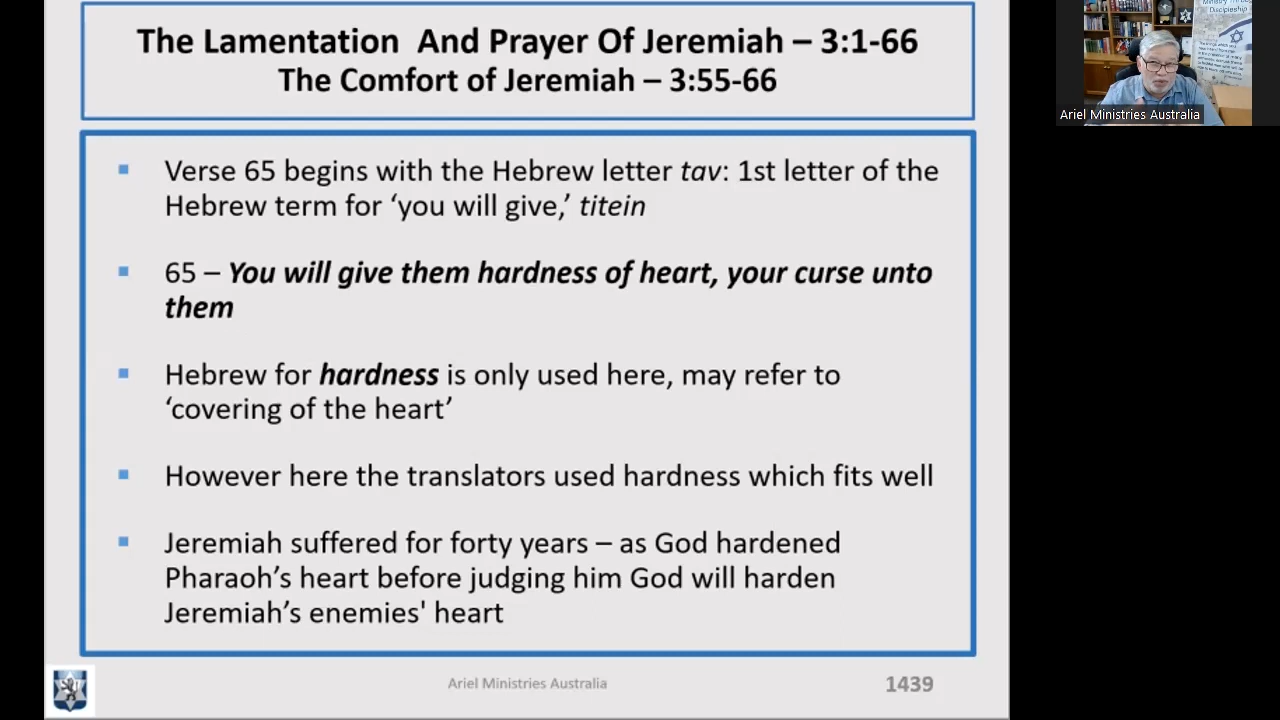 The Lamentation And Prayer Of Jeremiah – 3:1-66
The Comfort of Jeremiah – 3:55-66
Verse 65 begins with the Hebrew letter tav: 1st letter of the
Hebrew term for ‘you will give,’ titein
65 – You will give them hardness of heart, your curse unto
them
Hebrew for hardness is only used here, may refer to
‘covering of the heart’
However here the translators used hardness which fits well
Jeremiah suffered for forty years – as God hardened
Pharaoh’s heart before judging him God will harden
Jeremiah’s enemies' heart
Ariel Ministries Australia
1439
Ministry Through
Discipleship
Ariel Ministries Australia